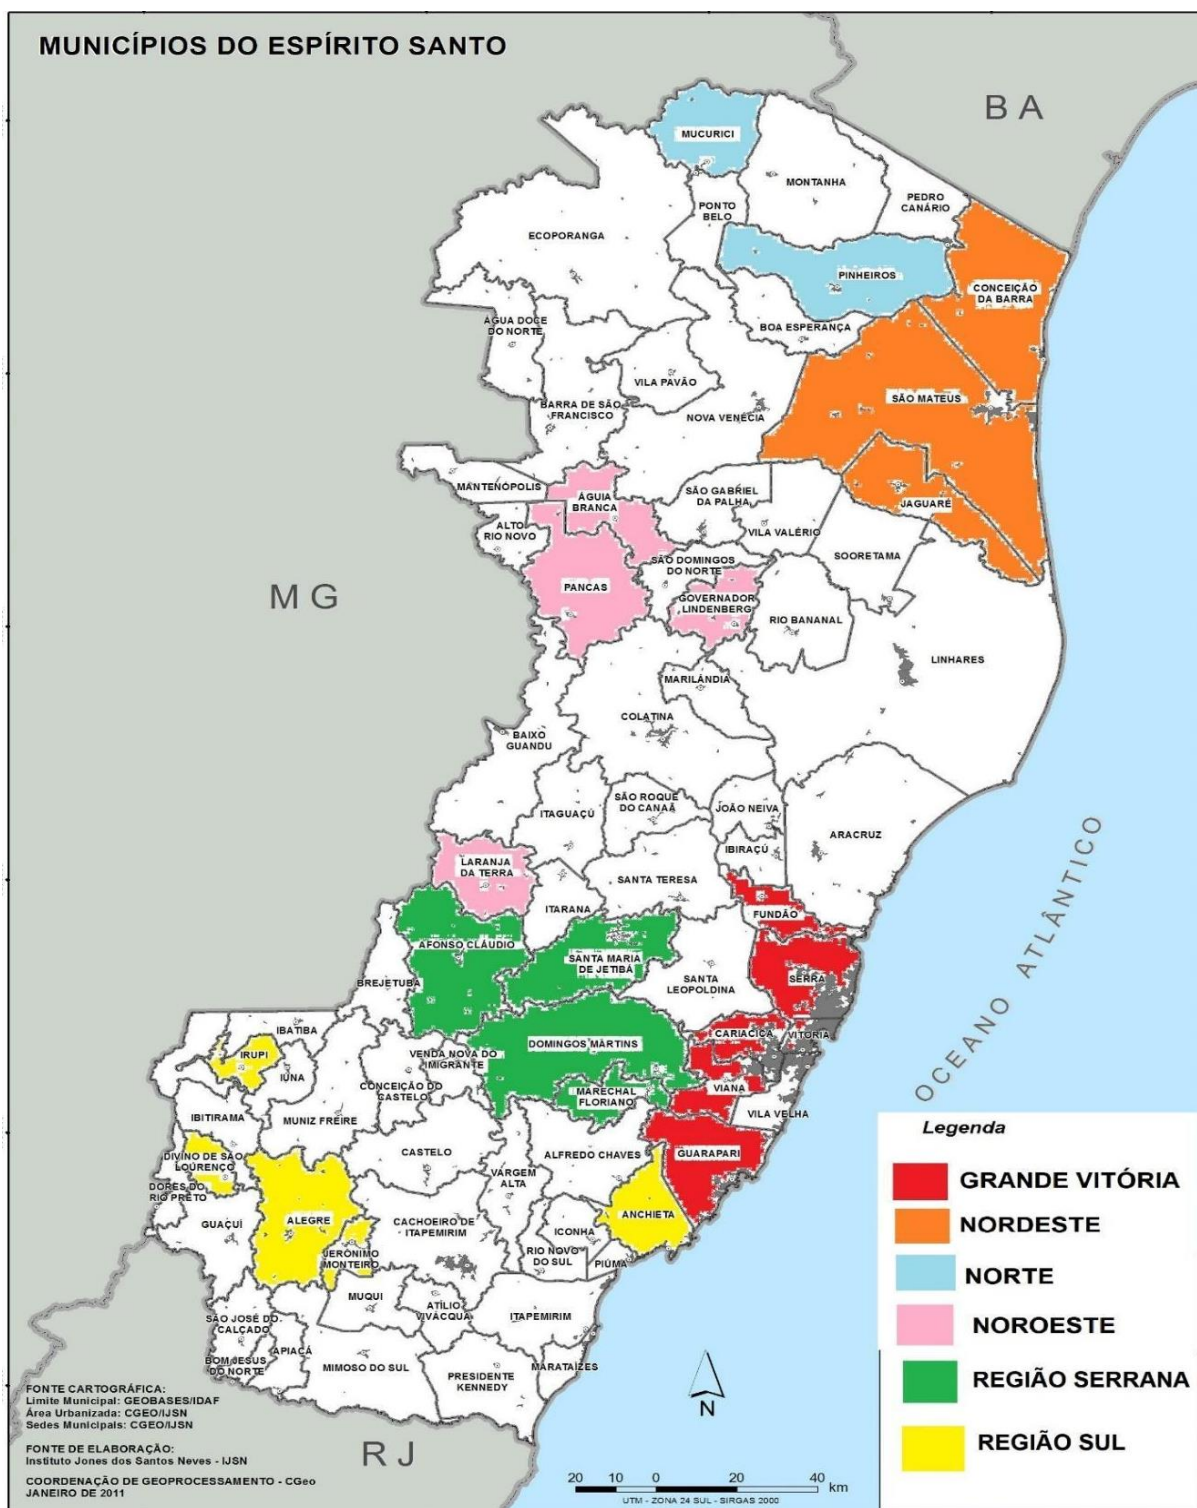 MUNICÍPIOS DO ESPÍRITO SANTO
BA
MUCURICI
MONTANHA
PEDRO
CANÁRIO
PONTO
BELO
ECOPORANGA
PINHEIROS
CONCEIÇÃO
DA BARRA
ÁGUA DOCE
DO NORTE
BOA ESPERANÇA
VILA PAVÃO
BARRA DE SÃO
FRANCISCO
NOVA VENÉCIA
SÃO MATEUS
MANTENÓPOLIS
ÁGUIA
BRANCA
SÃO GABRIEL
DA PALHA
JAGUARÉ
ALTO
RIO NOVO
VILA VALÉRIO
SOORETAMA
SÃO DOMINGOS
DO NORTE
PANCAS
GOVERNADOR
LINDENBERG
MG
RIO BANANAL
LINHARES
MARILÂNDIA
COLATINA
BAIXO
GUANDU
SÃO ROQUE
DO CANAÃ
ITAGUAÇÚ
JOÃO NEIVA
ARACRUZ
IBIRAÇÚ
LARANJA
DA TERRA
SANTA TERESA
ITARANA
FUNDÃO
AFONSO CLÁUDIO
SANTA MARIA
DE JETIBÁ
SANTA
LEOPOLDINA
SERRA
BREJETUBA
OCEANO ATLÂNTICO
IBATIBA
IRUPI
IÚNA
VENDA NOVA DO
IMIGRANTE
DOMINGOS MARTINS
CARIACICA
VITÓRIA
CONCEIÇÃO DO
CASTELO
MARECHAL
FLORIANO
VIANA
VILA VELHA
IBITIRAMA
MUNIZ FREIRE
DIVINO DE SÃO
LOURENÇO
CASTELO
ALFREDO CHAVES
GUARAPARI
DORES DO
RIO PRETO
VARGEM
ALTA
GUAÇUÍ
ALEGRE
CACHOEIRO DE
ITAPEMIRIM
ANCHIETA
ICONHA
JERÔNIMO
MONTEIRO
RIO NOVO
DO SUL
PIÚMA
MUQUI
ATÍLIO
VIVÁCQUA
ITAPEMIRIM
SÃO JOSÉ DO
CALÇADO
APIACÁ
BOM JESUS
DO NORTE
MIMOSO DO SUL
PRESIDENTE
KENNEDY
MARATAÍZES
Legenda
GRANDE VITÓRIA
NORDESTE
NORTE
NOROESTE
REGIÃO SERRANA
REGIÃO SUL
FONTE CARTOGRÁFICA:
Limite Municipal: GEOBASES/IDAF
Área Urbanizada: CGEO/IJSN
Sedes Municipais: CGEO/IJSN
FONTE DE ELABORAÇÃO:
Instituto Jones dos Santos Neves - IJSN
COORDENAÇÃO DE GEOPROCESSAMENTO - CGeo
JANEIRO DE 2011
RJ
N
20 10 0 20 40 km
UTM - ZONA 24 SUL - SIRGAS 2000